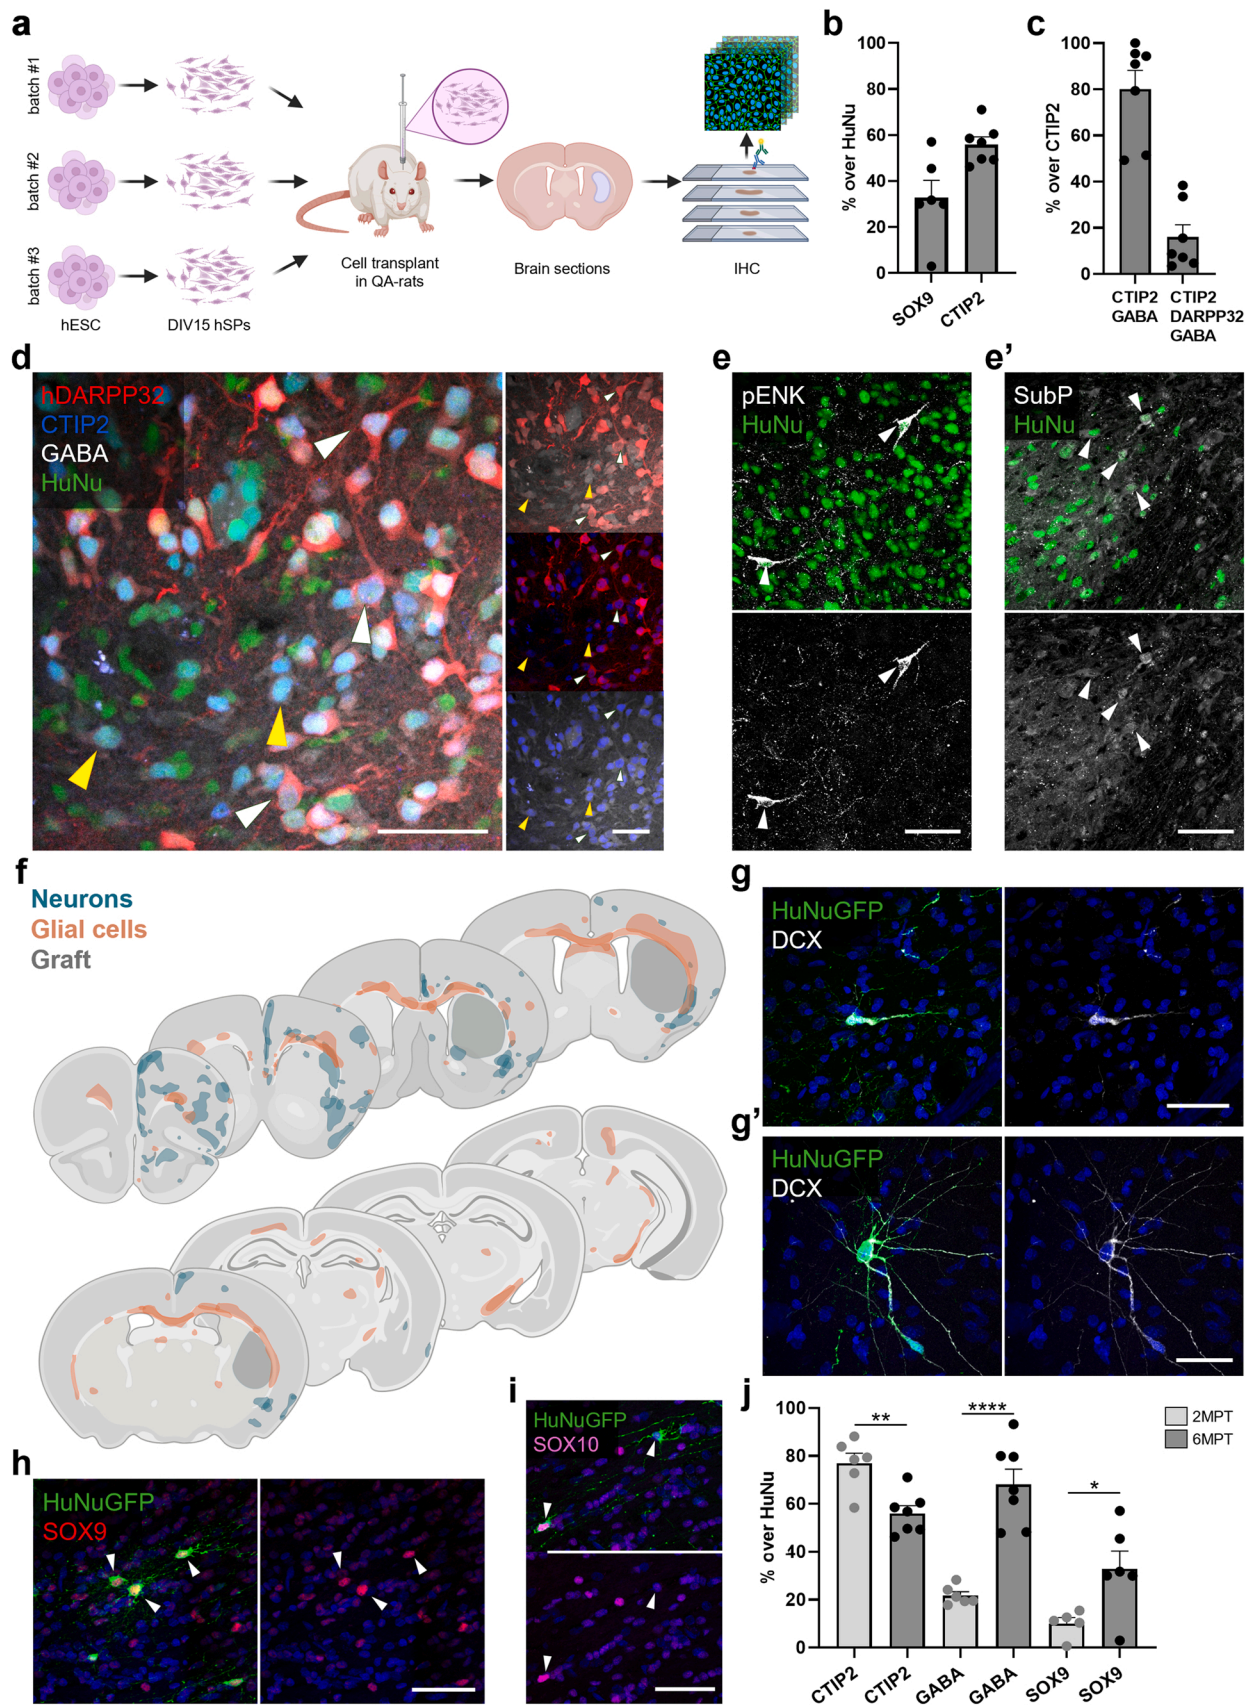 a
batch #1
batch #2
batch #3
hESC
DIV15 hSPs
Cell transplant
in QA-rats
Brain sections
IHC
b
% over HuNu
100
80
60
40
20
0
SOX9
CTIP2
c
% over CTIP2
100
80
60
40
20
0
CTIP2
GABA
CTIP2
DARPP32
GABA
d
hDARPP32
CTIP2
GABA
HuNu
e
pENK
HuNu
e'
SubP
HuNu
f
Neurons
Glial cells
Graft
g
HuNuGFP
DCX
g'
HuNuGFP
DCX
h
HuNuGFP
SOX9
i
HuNuGFP
SOX10
j
% over HuNu
100
80
60
40
20
0
**
****
*
2MPT
6MPT
CTIP2
CTIP2
GABA
GABA
SOX9
SOX9